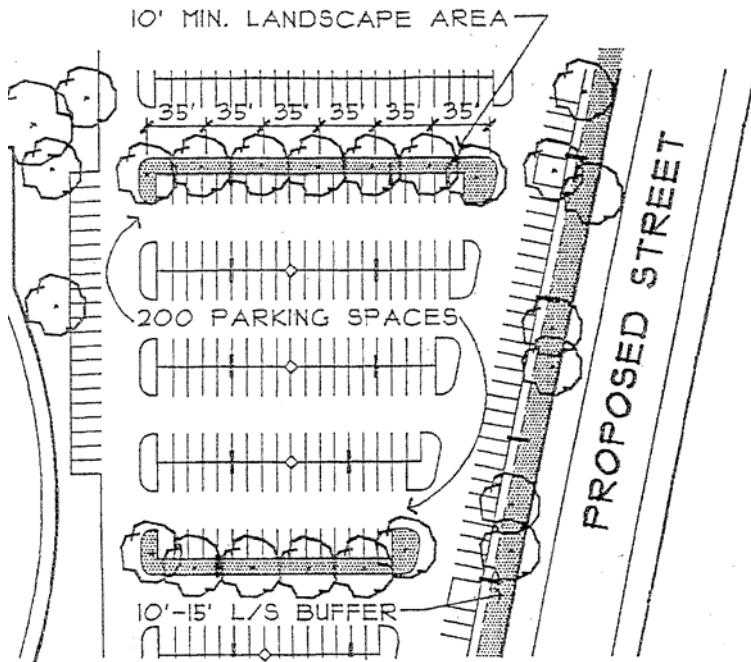 10' MIN. LANDSCAPE AREA
35' 35' 35' 35' 35' 35'
200 PARKING SPACES
PROPOSED STREET
10'-15' L/S BUFFER